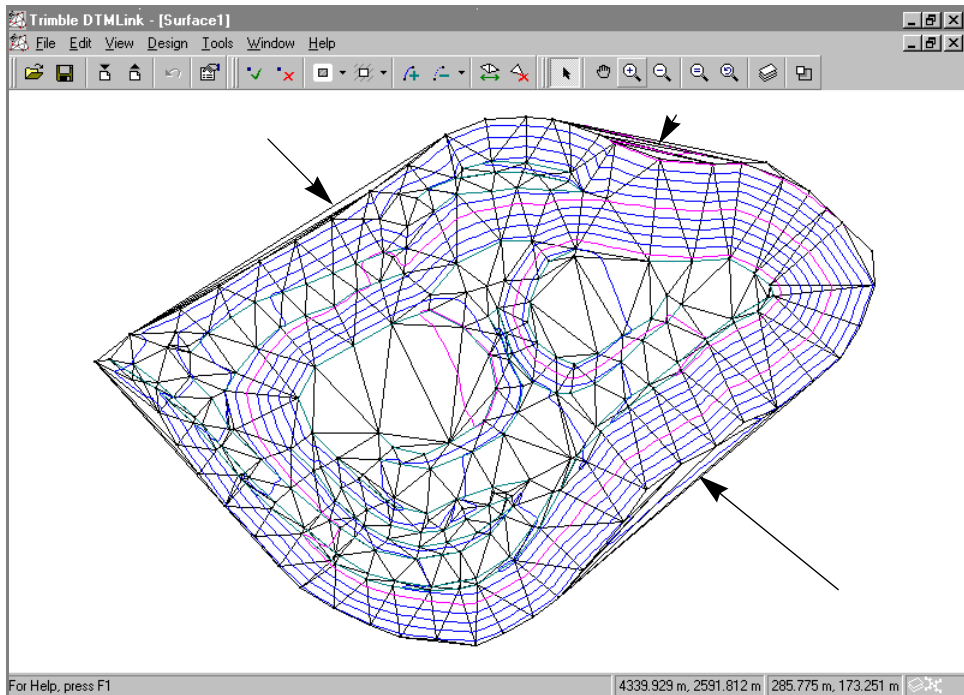 Trimble DTMLink - [Surface1]
File Edit View Design Tools Window Help
For Help, press F1
4339.929 m, 2591.812 m
285.775 m, 173.251 m